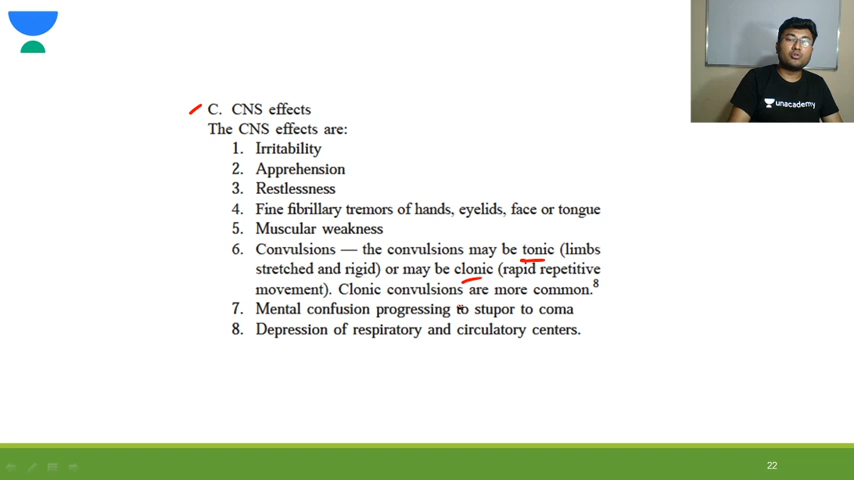 unacademy
C. CNS effects
The CNS effects are:
1. Irritability
2. Apprehension
3. Restlessness
4. Fine fibrillary tremors of hands, eyelids, face or tongue
5. Muscular weakness
6. Convulsions — the convulsions may be tonic (limbs
stretched and rigid) or may be clonic (rapid repetitive
movement). Clonic convulsions are more common.8
7. Mental confusion progressing to stupor to coma
8. Depression of respiratory and circulatory centers.
22